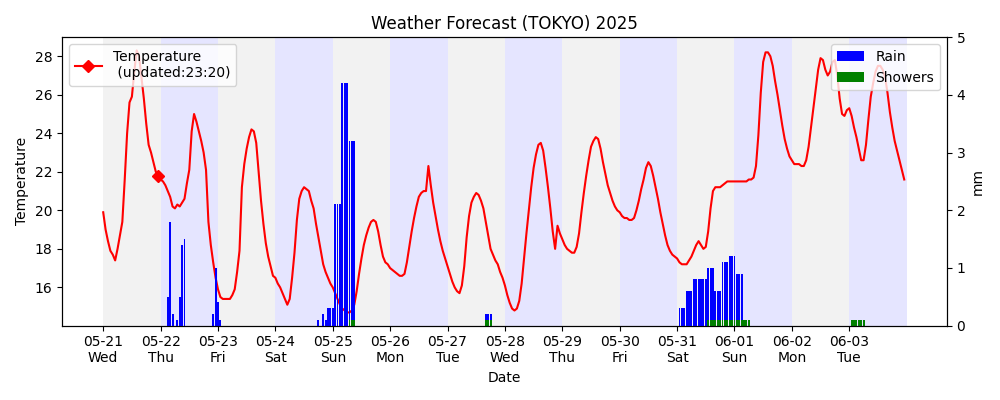 Weather Forecast (TOKYO) 2025
Temperature
(updated:23:20)
Rain
Showers
28
26
24
22
20
18
16
Temperature
5
4
3
2
1
0
mm
05-21 05-22 05-23 05-24 05-25 05-26 05-27 05-28 05-29 05-30 05-31 06-01 06-02 06-03
Wed Thu Fri Sat Sun Mon Tue Wed Thu Fri Sat Sun Mon Tue
Date